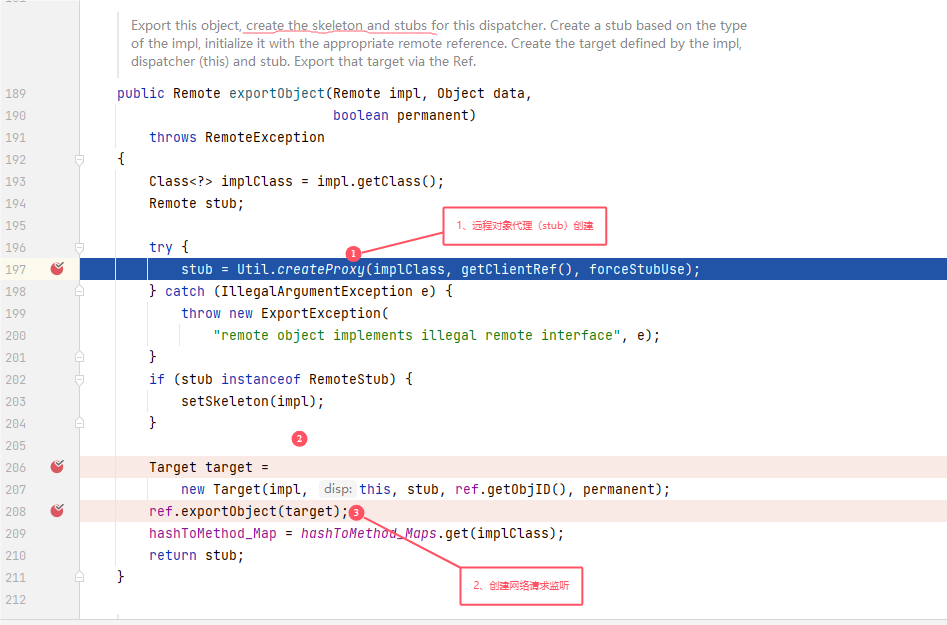 Export this object, create the skeleton and stubs for this dispatcher. Create a stub based on the type
of the impl, initialize it with the appropriate remote reference. Create the target defined by the impl,
dispatcher (this) and stub. Export that target via the Ref.
189 public Remote exportObject(Remote impl, Object data,
190 boolean permanent)
191 throws RemoteException
192 {
193 Class<?> implClass = impl.getClass();
194 Remote stub;
195
1、远程对象代理（stub）创建
196 try {
1
197 stub = Util.createProxy(implClass, getClientRef(), forceStubUse);
198 } catch (IllegalArgumentException e) {
199 throw new ExportException(
200 "remote object implements illegal remote interface", e);
201 }
202 if (stub instanceof RemoteStub) {
203 setSkeleton(impl);
204 }
2
205
206 Target target =
207 new Target(impl, disp: this, stub, ref.getObjID(), permanent);
208 ref.exportObject(target); 3
209 hashToMethod_Map = hashToMethod_Maps.get(implClass);
210 return stub;
211 }
2、创建网络请求监听
212